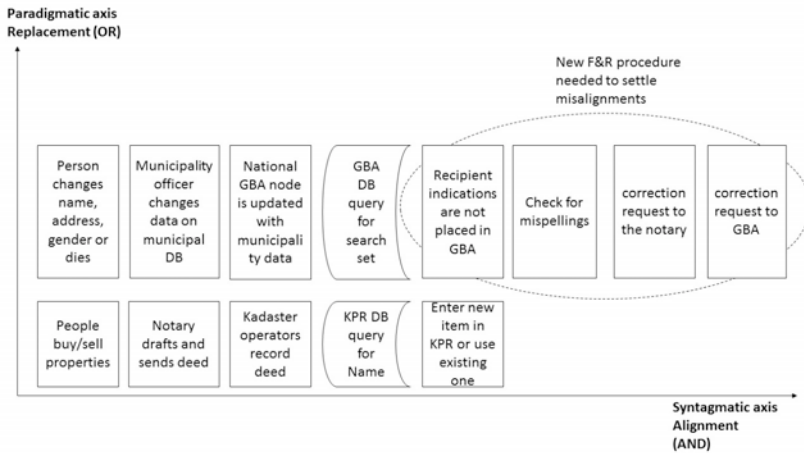 Paradigmatic axis
Replacement (OR)
New F&R procedure
needed to settle
misalignments
Person
changes
name,
address,
gender or
dies
Municipality
officer
changes
data on
municipal
DB
National
GBA node
is updated
with
municipali
ty data
GBA
DB
query
for
search
set
Recipient
indications
are not
placed in
GBA
Check for
mispellings
correction
request to
the notary
correction
request to
GBA
People
buy/sell
properties
Notary
drafts and
sends deed
Kadaster
operators
record
deed
KPR DB
query
for
Name
Enter new
item in
KPR or use
existing
one
Syntagmatic axis
Alignment
(AND)